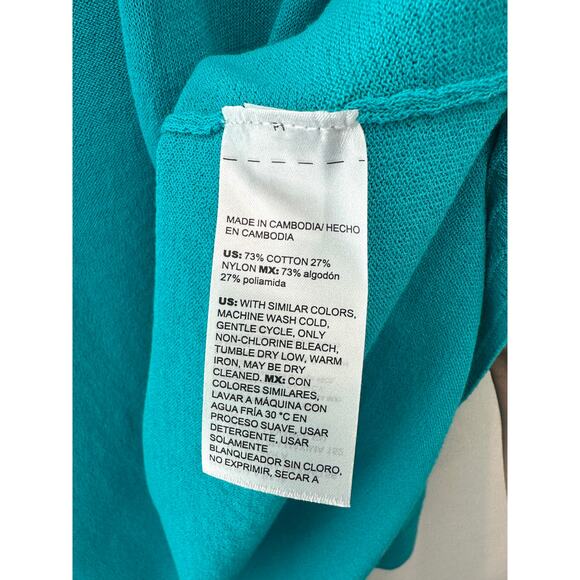 MADE IN CAMBODIA/ HECHO
EN CAMBODIA
US: 73% COTTON 27%
NYLON MX: 73% algodón
27% poliamida
US: WITH SIMILAR COLORS,
MACHINE WASH COLD,
GENTLE CYCLE, ONLY
NON-CHLORINE BLEACH,
TUMBLE DRY LOW, WARM
IRON, MAY BE DRY
CLEANED. MX: CON
COLORES SIMILARES,
LAVAR A MÁQUINA CON
AGUA FRÍA 30 °C EN
PROCESO SUAVE, USAR
DETERGENTE, USAR
SOLAMENTE
BLANQUEADOR SIN CLORO,
NO EXPRIMIR, SECAR A